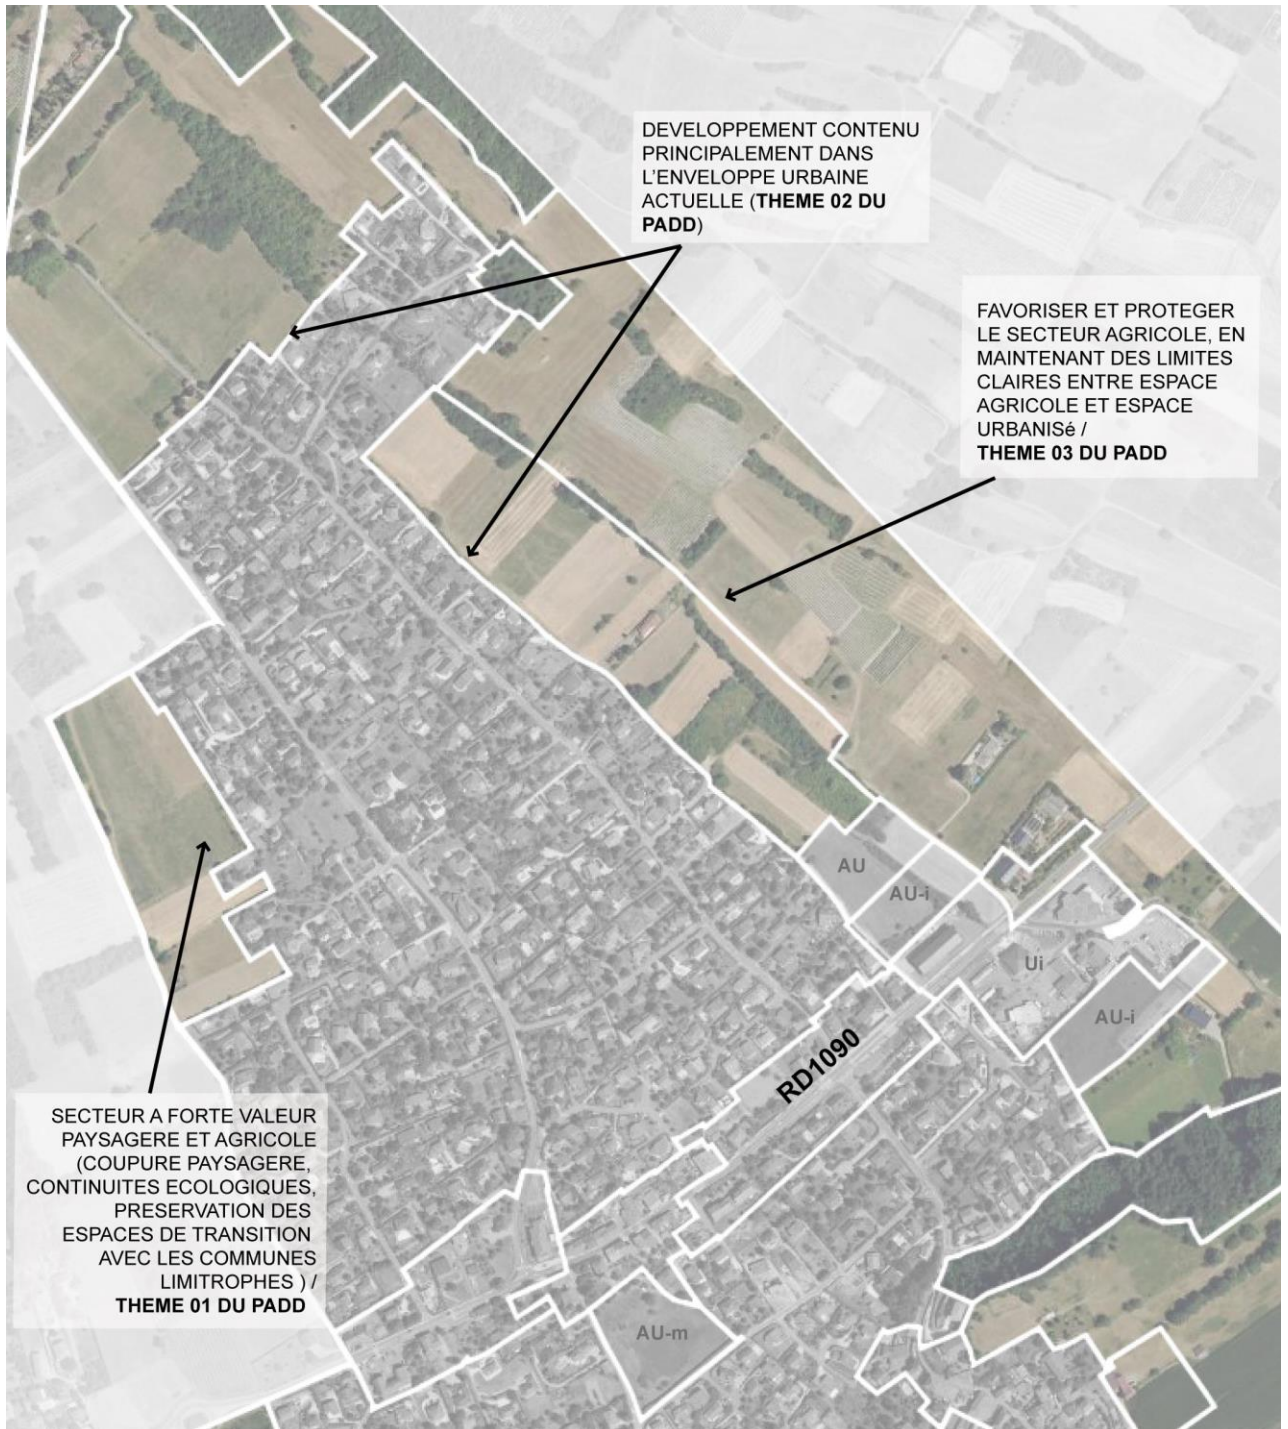 DEVELOPPEMENT CONTENU
PRINCIPALEMENT DANS
L'ENVELOPPE URBAINE
ACTUELLE (THEME 02 DU
PADD)
FAVORISER ET PROTEGER
LE SECTEUR AGRICOLE, EN
MAINTENANT DES LIMITES
CLAIRES ENTRE ESPACE
AGRICOLE ET ESPACE
URBANISé /
THEME 03 DU PADD
AU
AU-i
Ui
AU-i
RD1090
SECTEUR A FORTE VALEUR
PAYSAGERE ET AGRICOLE
(COUPURE PAYSAGERE,
CONTINUITES ECOLOGIQUES,
PRESERVATION DES
ESPACES DE TRANSITION
AVEC LES COMMUNES
LIMITROPHES ) /
THEME 01 DU PADD
AU-m